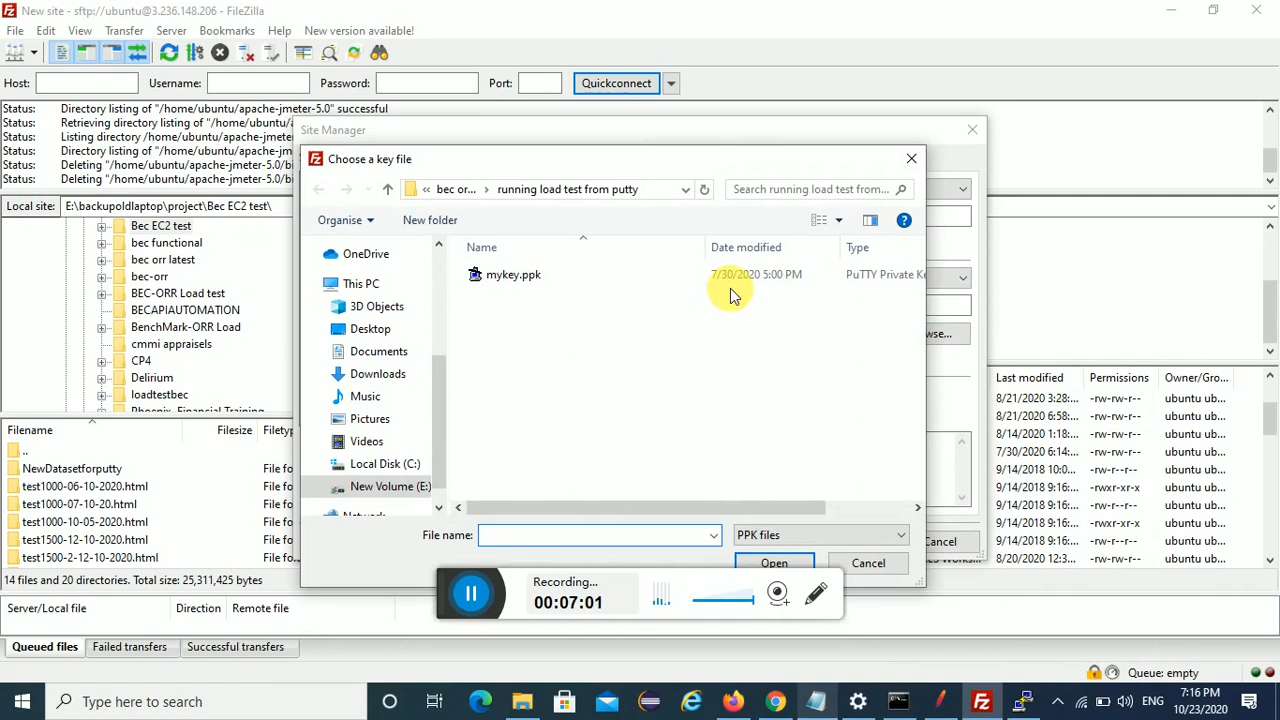 New site - sftp://ubuntu@3.236.148.206 - FileZilla
File Edit View Transfer Server Bookmarks Help New version available!
Host: Username: Password: Port: Quickconnect
Status: Directory listing of "/home/ubuntu/apache-jmeter-5.0" successful
Status: Retrieving directory listing of "/home/ubuntu/apache-jmeter-5.0/
Status: Listing directory /home/ubuntu/apache-jmeter-5.0/
Status: Deleting "/home/ubuntu/apache-jmeter-5.0/bi
Status: Deleting "/home/ubuntu/apache-jmeter-5.0/
Site Manager
Choose a key file
bec or... running load test from putty
Search running load test from...
Local site: E:\backupoldlaptop\project\Bec EC2 test\
Organise New folder
Bec EC2 test
bec functional
bec orr latest
bec-orr
BEC-ORR Load test
BECAPIAUTOMATION
BenchMark-ORR Load
cmmi appraisels
CP4
Delirium
loadtestbec
OneDrive
This PC
3D Objects
Desktop
Documents
Downloads
Music
Pictures
Videos
Local Disk (C:)
New Volume (E:)
Name Date modified Type
mykey.ppk 7/30/2020 5:00 PM PuTTY Private Ke
wse...
Filename Filesize Filetyp
..
NewDatasetforputty File fo
test1000-06-10-2020.html File fo
test1000-07-10-20.html File fo
test1000-10-05-2020.html File fo
test1500-12-10-2020.html File fo
test1500-2-12-10-2020.html File fo
14 files and 20 directories. Total size: 25,311,425 bytes
Last modified Permissions Owner/Gro...
8/21/2020 3:28:... -rw-rw-r-- ubuntu ub...
8/21/2020 6:58:... -rw-rw-r-- ubuntu ub...
8/14/2020 1:18:... -rw-rw-r-- ubuntu ub...
7/30/2020 6:14:... -rw-rw-r-- ubuntu ub...
9/14/2018 9:16:... -rwxr-xr-x ubuntu ub...
9/14/2018 9:16:... -rw-rw-r-- ubuntu ub...
9/14/2018 9:16:... -rwxr-xr-x ubuntu ub...
9/14/2018 9:16:... -rw-rw-r-- ubuntu ub...
8/20/2020 12:3... -rw-rw-r-- ubuntu ub...
File name: PPK files
Open Cancel
Cancel
Server/Local file Direction Remote file
Recording...
00:07:01
Queued files Failed transfers Successful transfers
Queue: empty
Type here to search
ENG
7:16 PM
10/23/2020